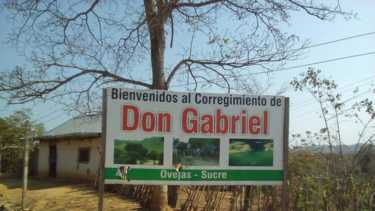 Bienvenidos al Corregimiento de
Don Gabriel
Ovejas - Sucre